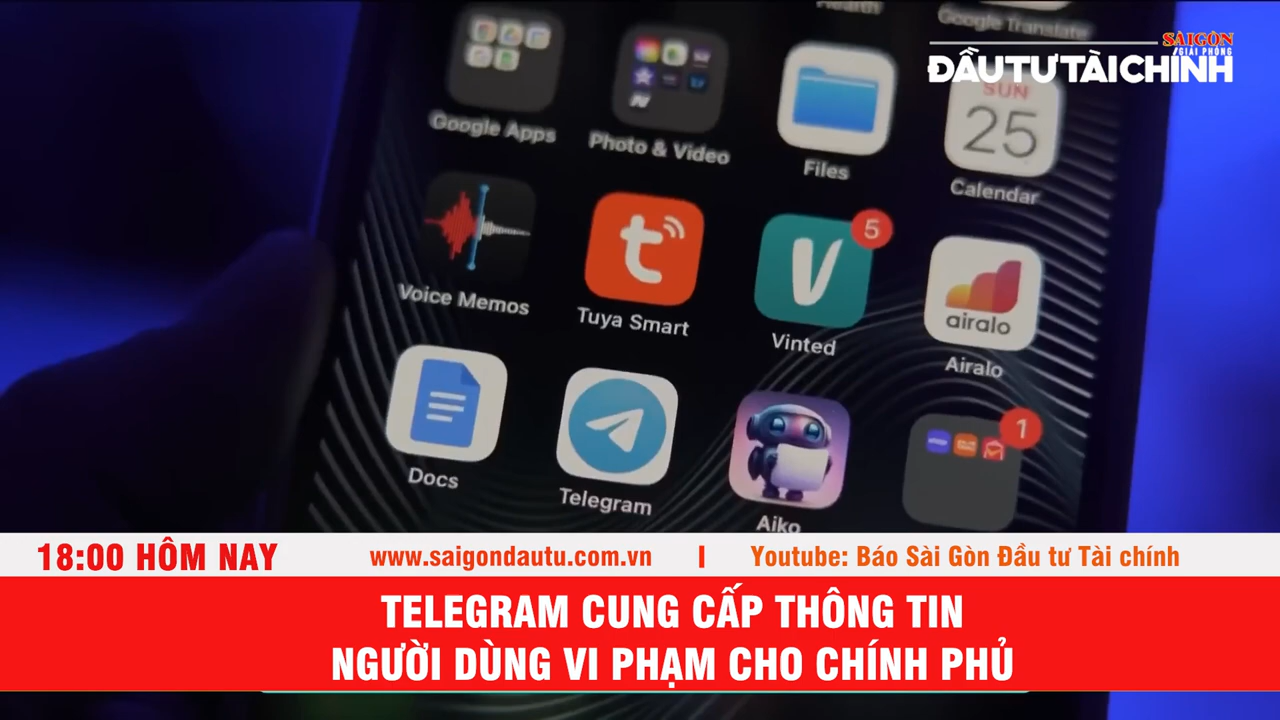 Health
Google Translate
SÀIGÒN
GIẢI PHÓNG
ĐẦU TƯ TÀI CHÍNH
Google Apps
Photo & Video
Files
SUN
25
Calendar
Voice Memos
Tuya Smart
5
Vinted
airalo
Airalo
Docs
Telegram
Aiko
1
18:00 HÔM NAY
www.saigondautu.com.vn | Youtube: Báo Sài Gòn Đầu tư Tài chính
TELEGRAM CUNG CẤP THÔNG TIN
NGƯỜI DÙNG VI PHẠM CHO CHÍNH PHỦ